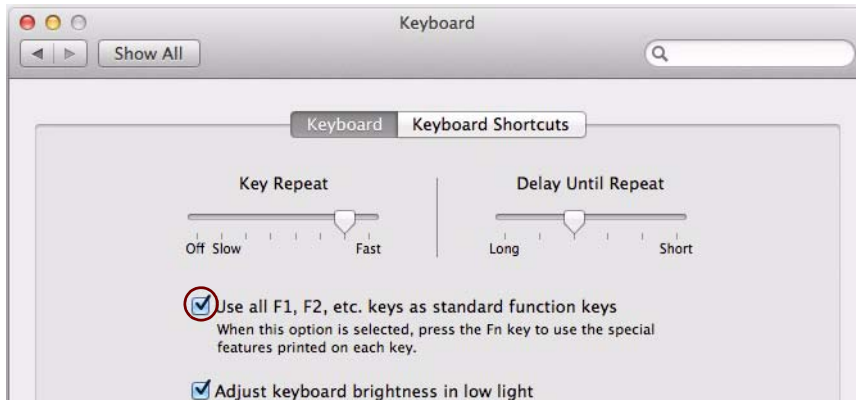 Keyboard
Show All
Keyboard Keyboard Shortcuts
Key Repeat Delay Until Repeat
Off Slow Fast Long Short
Use all F1, F2, etc. keys as standard function keys
When this option is selected, press the Fn key to use the special
features printed on each key.
Adjust keyboard brightness in low light